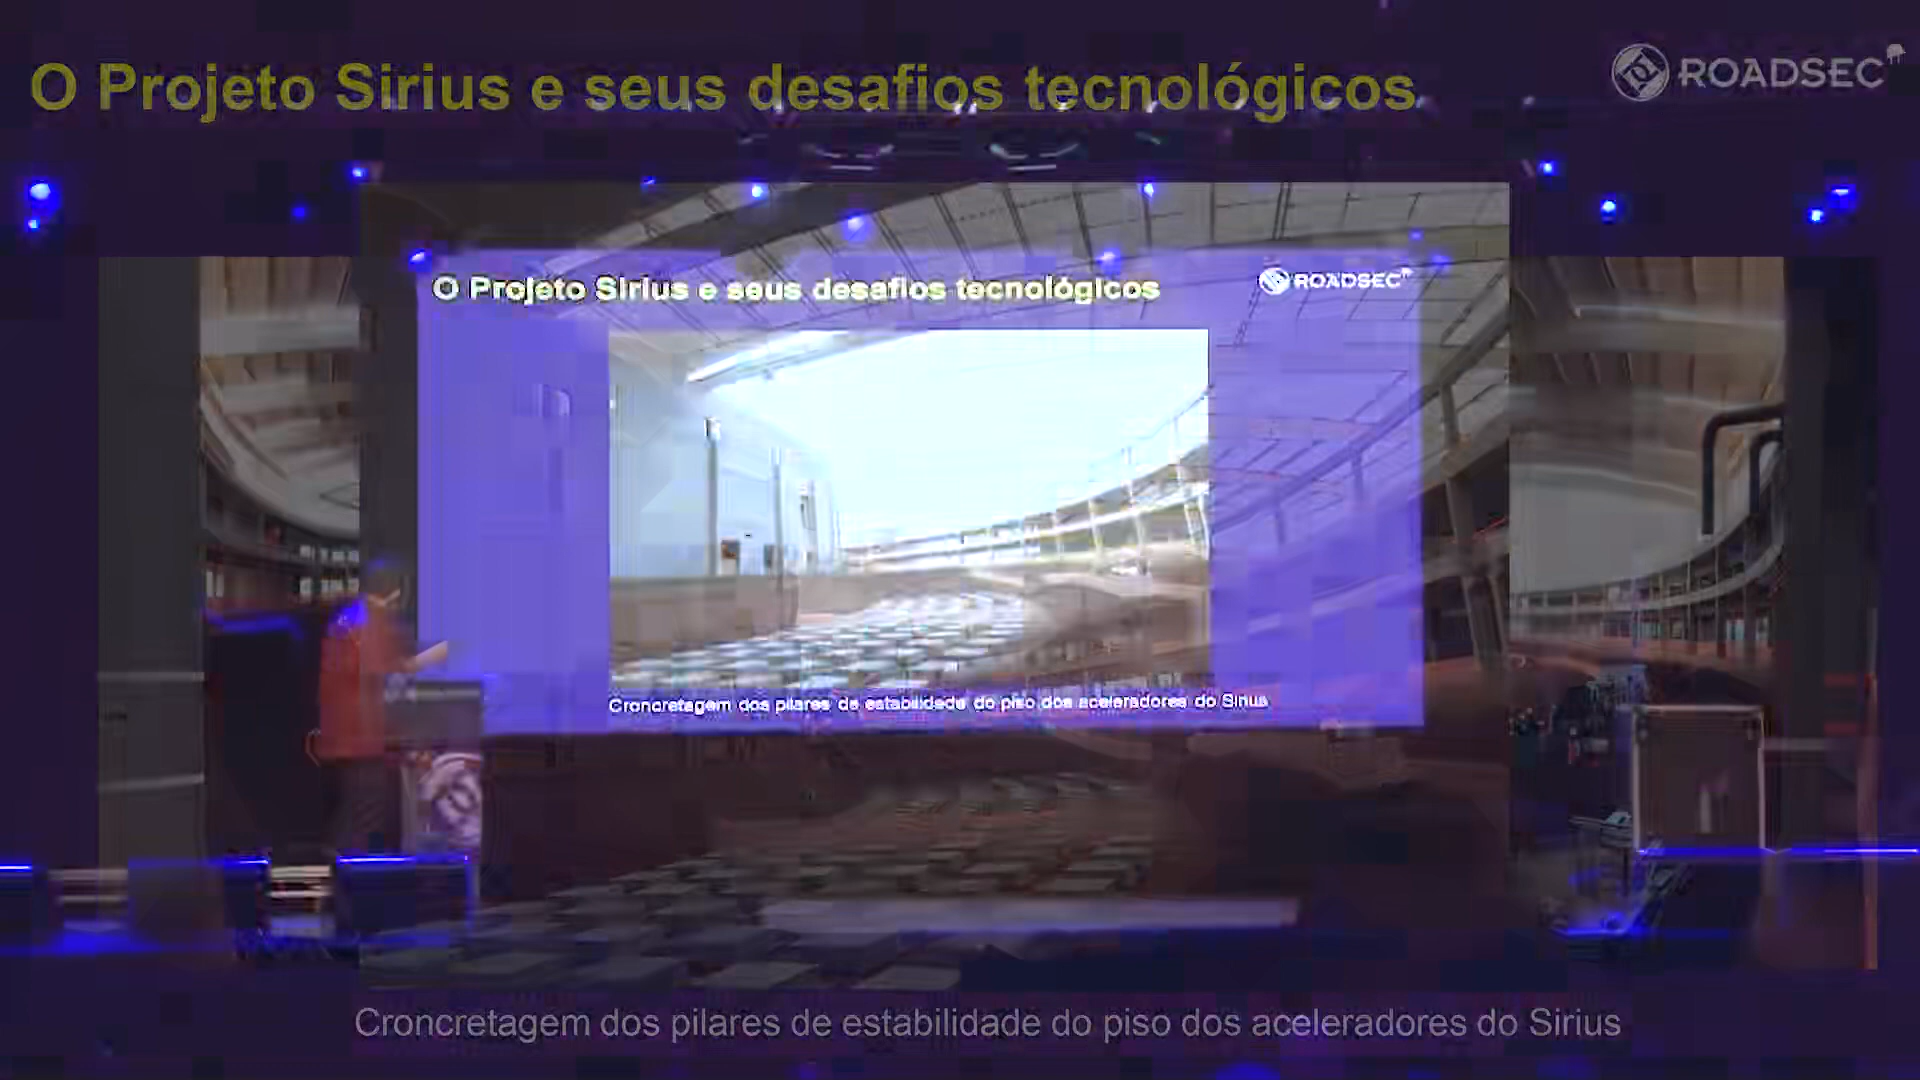 O Projeto Sirius e seus desafios tecnológicos
ROADSEC
O Projeto Sirius e seus desafios tecnológicos
ROADSEC
Croncretagem dos pilares de estabilidade do piso dos aceleradores do Sirius
Croncretagem dos pilares de estabilidade do piso dos aceleradores do Sirius